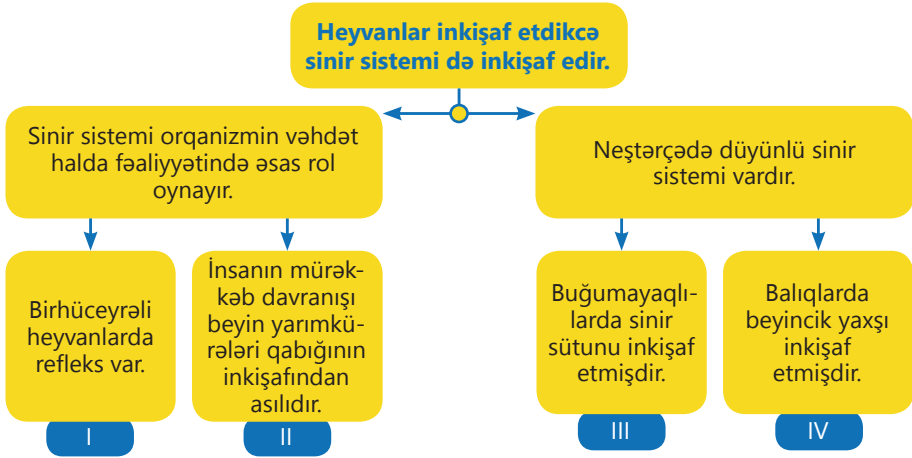 Heyvanlar inkişaf etdikcə
sinir sistemi də inkişaf edir.
Sinir sistemi orqanizmin vəhdət
halda fəaliyyətində əsas rol
oynayır.
Neştərçədə düyünlü sinir
sistemi vardır.
Birhüceyrəli
heyvanlarda
refleks var.
İnsanın mürək-
kəb davranışı
beyin yarımkü-
rələri qabığının
inkişafından
asılıdır.
Buğumayaqlı-
larda sinir
sütunu inkişaf
etmişdir.
Balıqlarda
beyincik yaxşı
inkişaf
etmişdir.
I
II
III
IV